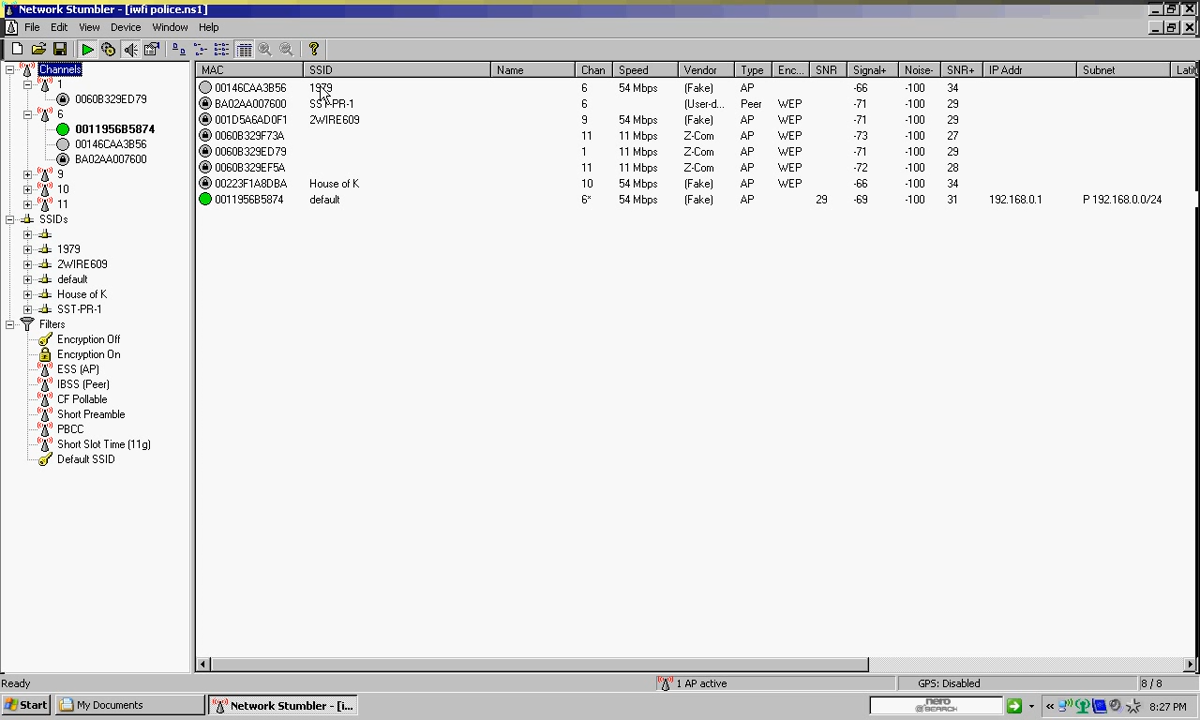 Network Stumbler - [iwfi police.ns1]
File Edit View Device Window Help
Channels
1
0060B329ED79
6
0011956B5874
00146CAA3B56
BA02AA007600
9
10
11
SSIDs
1979
2WIRE609
default
House of K
SST-PR-1
Filters
Encryption Off
Encryption On
ESS (AP)
IBSS (Peer)
CF Pollable
Short Preamble
PBCC
Short Slot Time (11g)
Default SSID
MAC SSID Name Chan Speed Vendor Type Enc... SNR Signal+ Noise- SNR+ IP Addr Subnet Latit
00146CAA3B56 1979 6 54 Mbps (Fake) AP -66 -100 34
BA02AA007600 SST-PR-1 6 (User-d... Peer WEP -71 -100 29
001D5A6AD0F1 2WIRE609 9 54 Mbps (Fake) AP WEP -71 -100 29
0060B329F73A 11 11 Mbps Z-Com AP WEP -73 -100 27
0060B329ED79 1 11 Mbps Z-Com AP WEP -71 -100 29
0060B329EF5A 11 11 Mbps Z-Com AP WEP -72 -100 28
00223F1A8DBA House of K 10 54 Mbps (Fake) AP WEP -66 -100 34
0011956B5874 default 6* 54 Mbps (Fake) AP 29 -69 -100 31 192.168.0.1 P 192.168.0.0/24
Ready 1 AP active GPS: Disabled 8 / 8
Start My Documents Network Stumbler - [i... nero SEARCH 8:27 PM